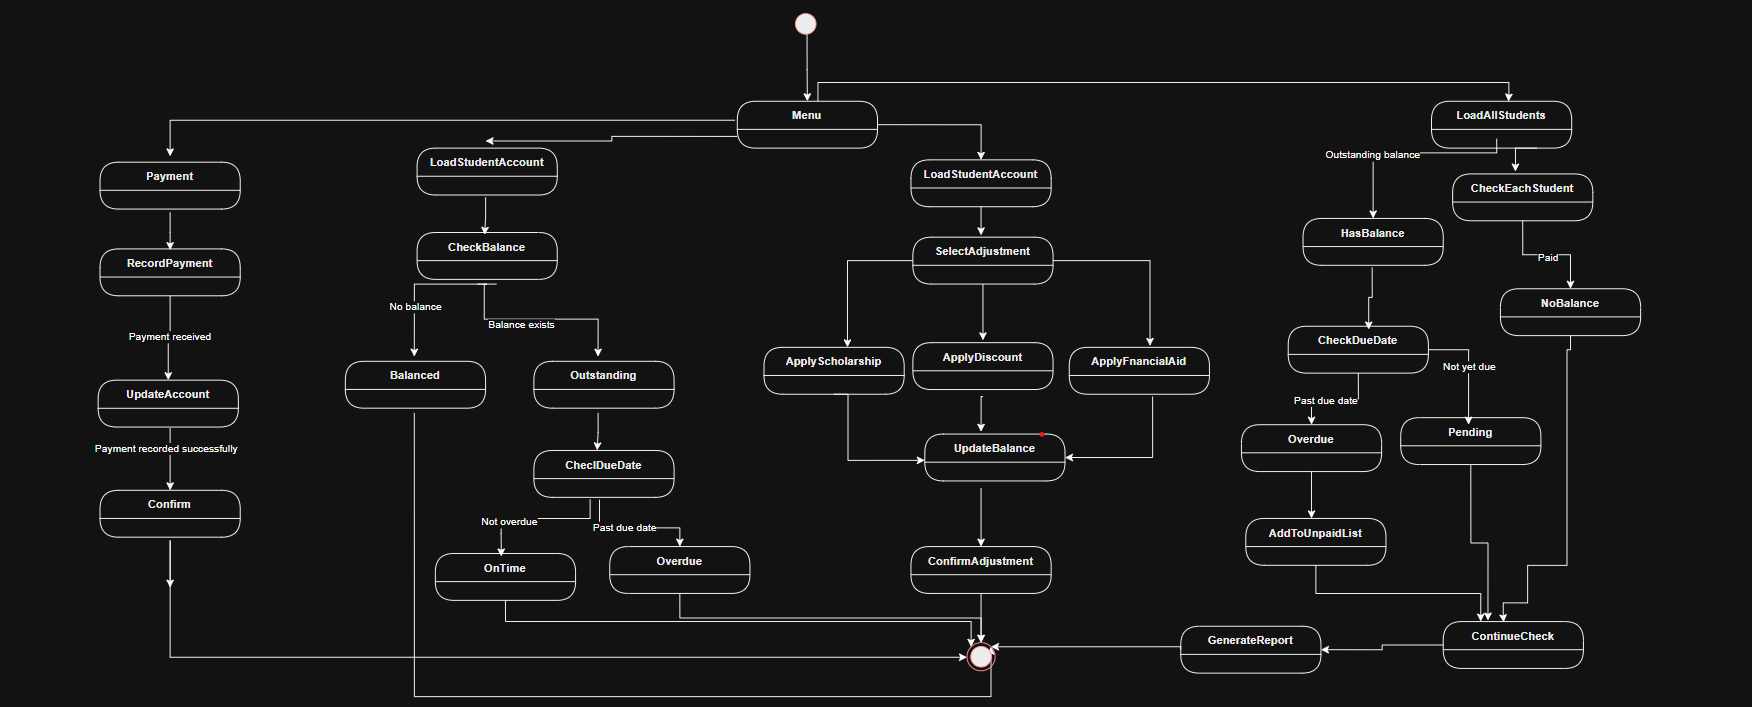 Menu
LoadAllStudents
Outstanding balance
LoadStudentAccount
LoadStudentAccount
Payment
CheckEachStudent
HasBalance
CheckBalance
SelectAdjustment
RecordPayment
Paid
NoBalance
No balance
Balance exists
Payment received
CheckDueDate
ApplyScholarship
ApplyDiscount
ApplyFnancialAid
Not yet due
Balanced
Outstanding
UpdateAccount
Past due date
Overdue
Pending
Payment recorded successfully
UpdateBalance
CheclDueDate
Confirm
Not overdue
Past due date
AddToUnpaidList
OnTime
Overdue
ConfirmAdjustment
GenerateReport
ContinueCheck